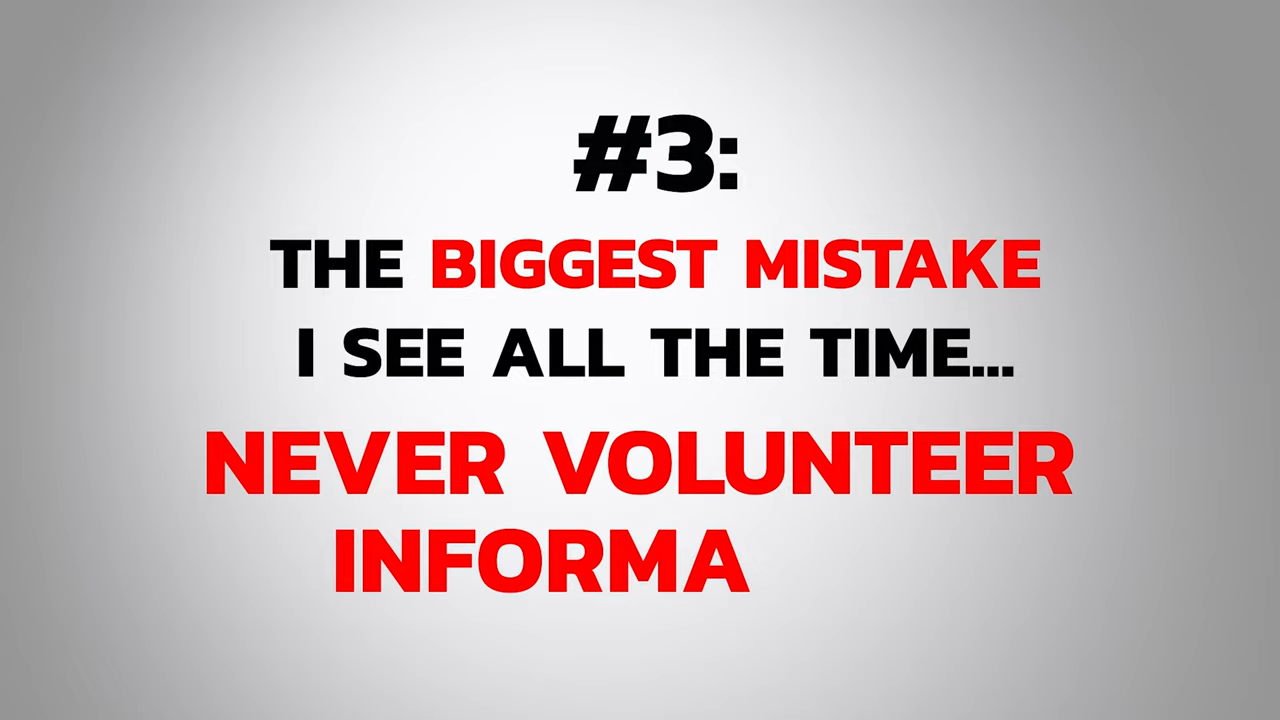 #3:
THE BIGGEST MISTAKE
I SEE ALL THE TIME...
NEVER VOLUNTEER
INFORMA